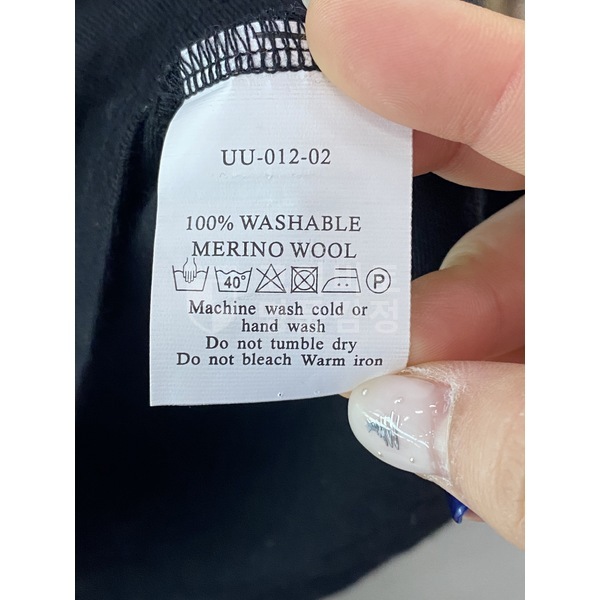 UU-012-02
100% WASHABLE
MERINO WOOL
40°
P
Machine wash cold or
hand wash
Do not tumble dry
Do not bleach Warm iron